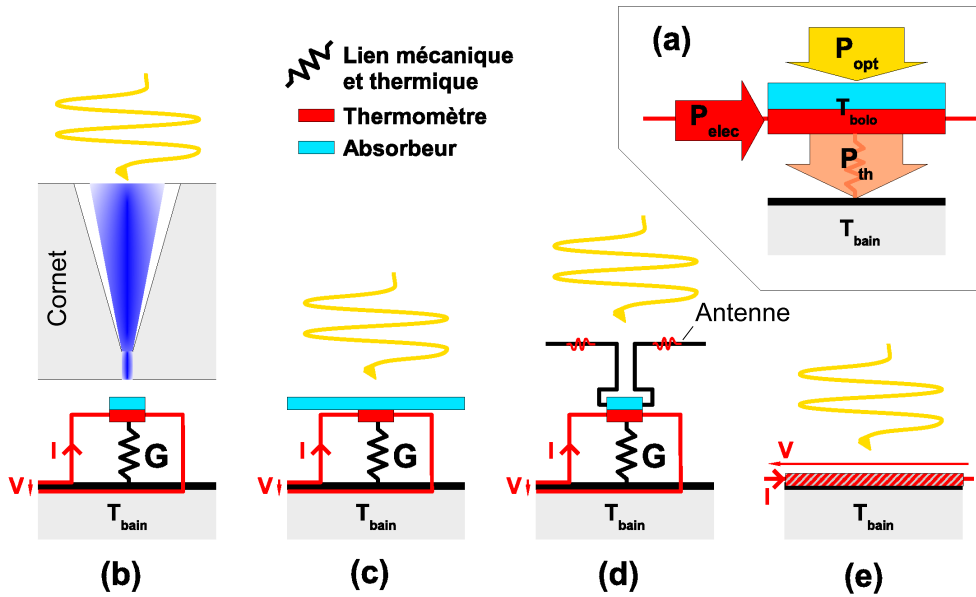 Lien mécanique
et thermique
Thermomètre
Absorbeur
(a)
P opt
T bolo
P elec
P th
T bain
Cornet
Antenne
I
G
V
T bain
(b)
I
G
V
T bain
(c)
I
G
V
T bain
(d)
V
I
T bain
(e)